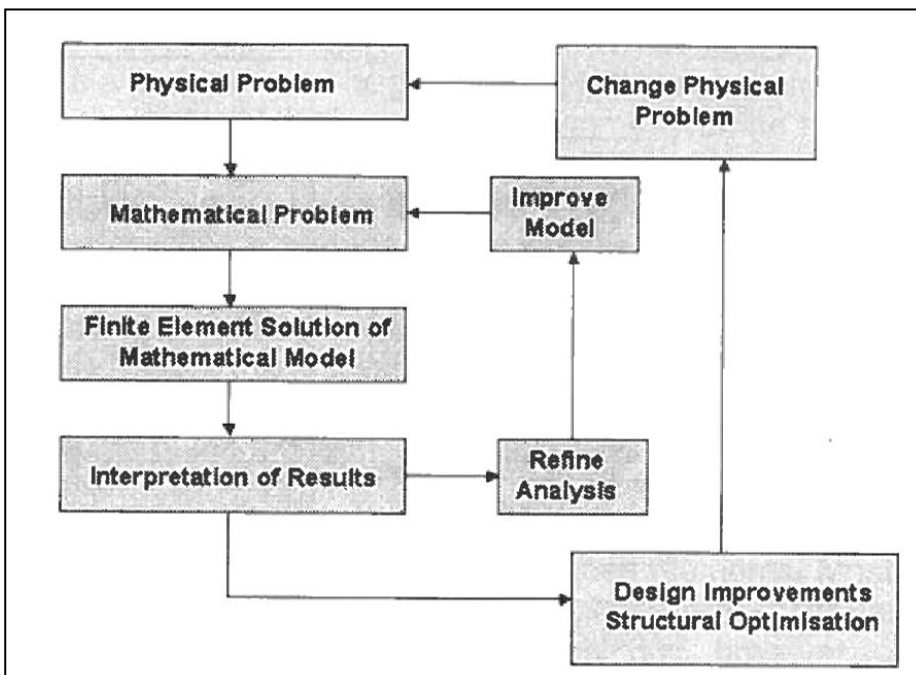 Physical Problem
Change Physical
Problem
Mathematical Problem
Improve
Model
Finite Element Solution of
Mathematical Model
Interpretation of Results
Refine
Analysis
Design Improvements
Structural Optimisation